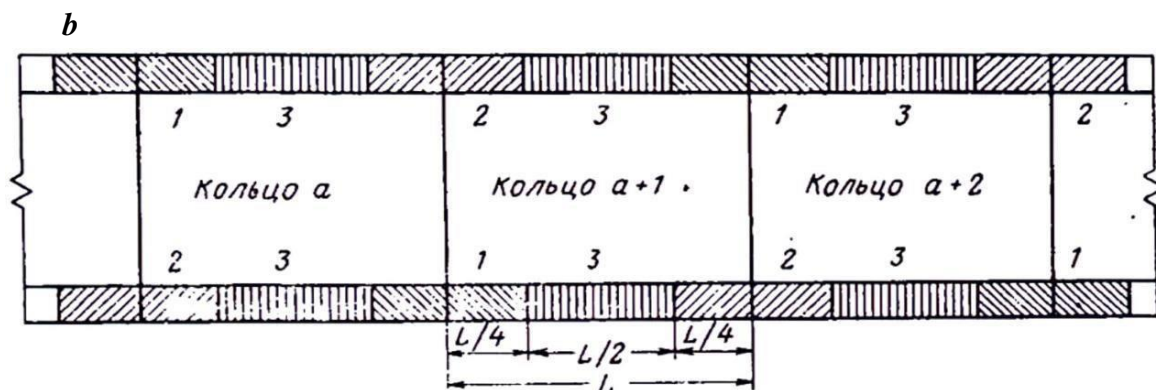 b
1 3 2 3 1 3 2
Кольцо а Кольцо а+1 Кольцо а+2
2 3 1 3 2 3 1
L/4 L/2 L/4
L